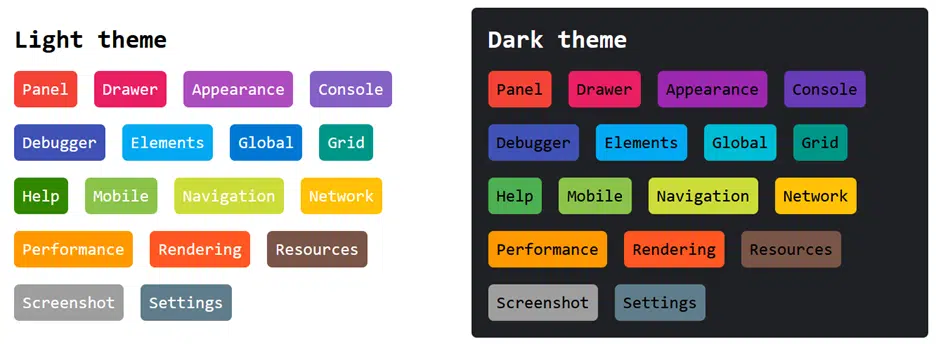 Light theme
Panel Drawer Appearance Console
Debugger Elements Global Grid
Help Mobile Navigation Network
Performance Rendering Resources
Screenshot Settings
Dark theme
Panel Drawer Appearance Console
Debugger Elements Global Grid
Help Mobile Navigation Network
Performance Rendering Resources
Screenshot Settings